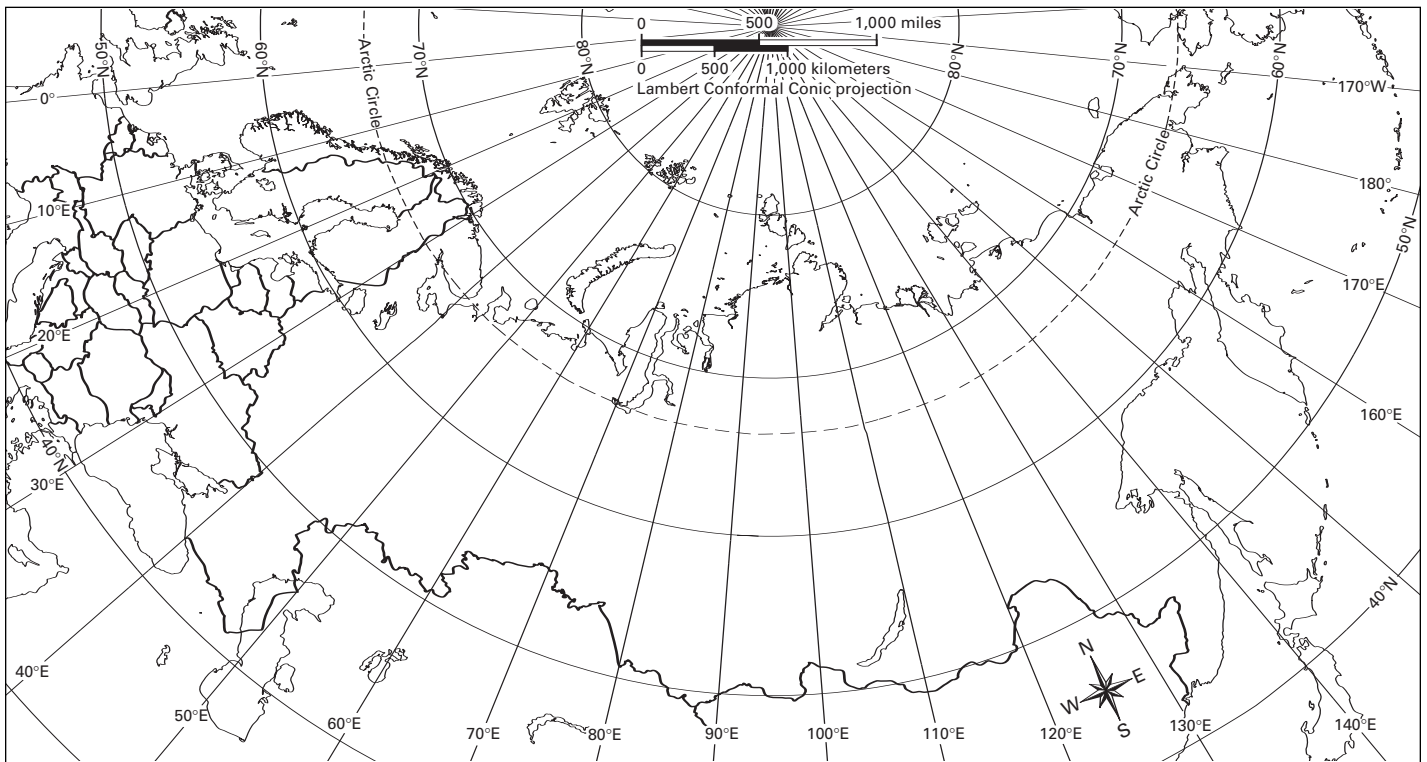 0 500 1,000 miles
0 500 1,000 kilometers
Lambert Conformal Conic projection
50°N
60°N
70°N
80°N
80°N
70°N
60°N
Arctic Circle
Arctic Circle
0°
10°E
20°E
30°E
40°N
40°E
50°E
60°E
70°E
80°E
90°E
100°E
110°E
120°E
130°E
140°E
40°N
160°E
170°E
50°N
180°
170°W
N
E
W
S